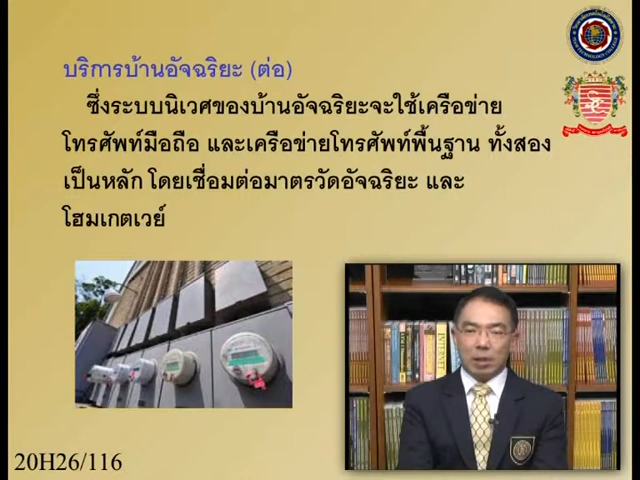 บริการบ้านอัจฉริยะ (ต่อ)
ซึ่งระบบนิเวศของบ้านอัจฉริยะจะใช้เครือข่าย
โทรศัพท์มือถือ และเครือข่ายโทรศัพท์พื้นฐาน ทั้งสอง
เป็นหลัก โดยเชื่อมต่อมาตรวัดอัจฉริยะ และ
โฮมเกตเวย์
INTERNET
20H26/116